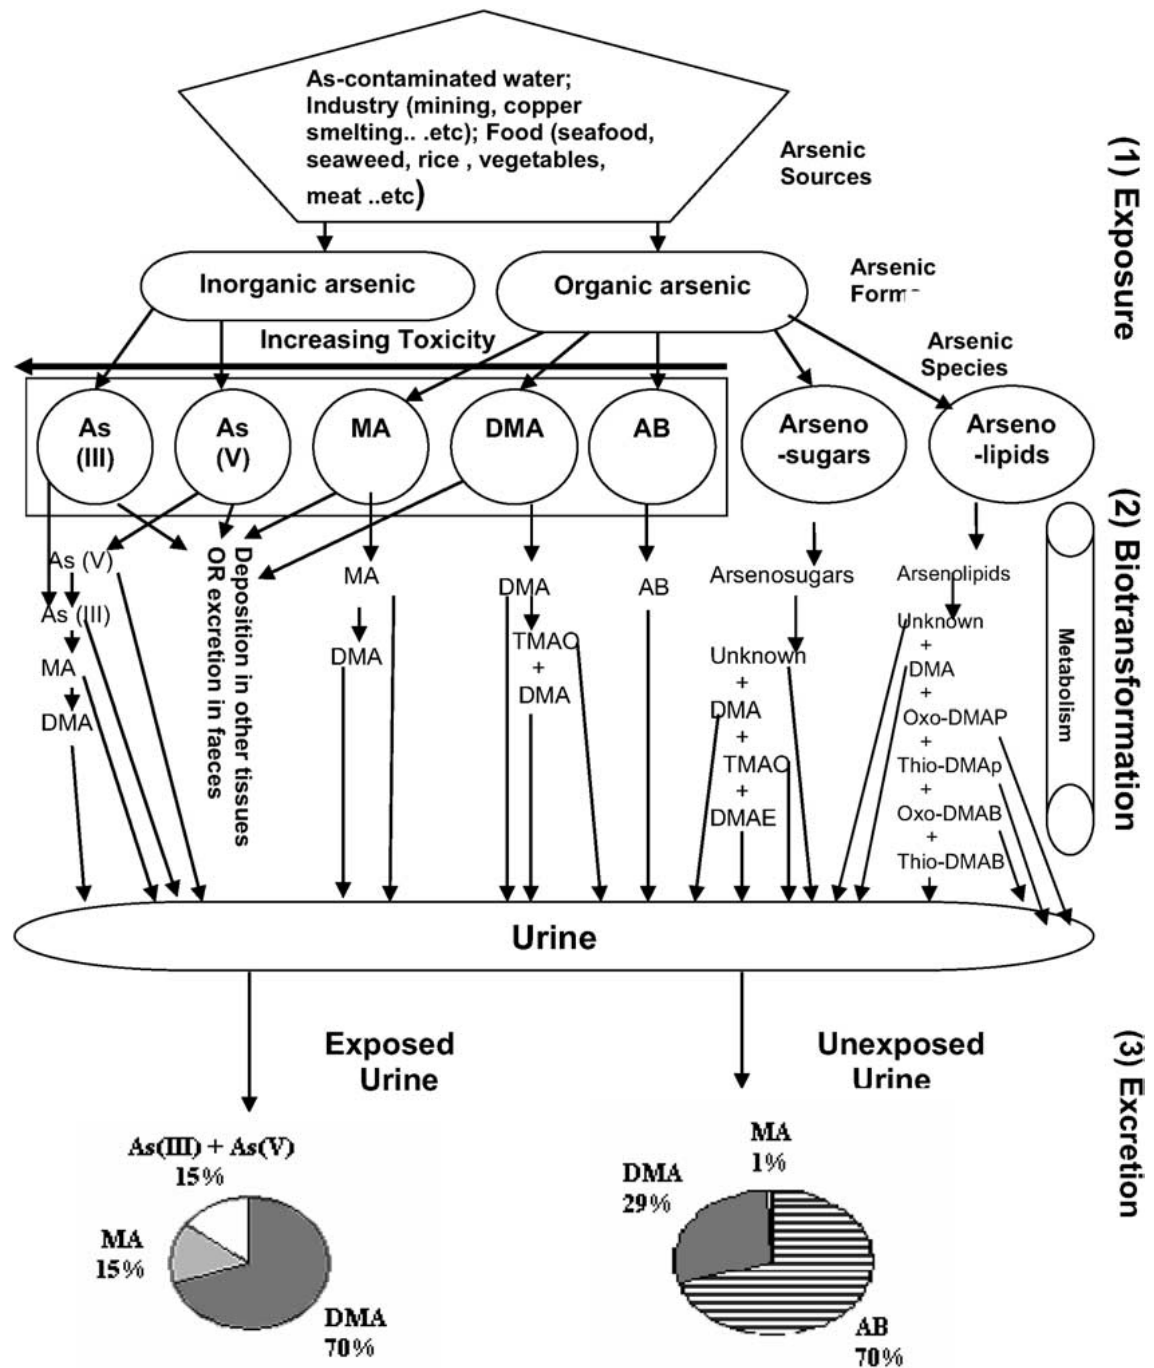 As-contaminated water;
Industry (mining, copper
smelting.. .etc); Food (seafood,
seaweed, rice , vegetables,
meat ..etc)
Arsenic
Sources
(1) Exposure
Inorganic arsenic
Organic arsenic
Arsenic
Form
Increasing Toxicity
Arsenic
Species
As
(III)
As
(V)
MA
DMA
AB
Arseno
-sugars
Arseno
-lipids
(2) Biotransformation
Metabolism
As (V)
As (III)
MA
DMA
Deposition in other tissues
OR excretion in faeces
MA
DMA
DMA
TMAO
+
DMA
AB
Arsenosugars
Unknown
+
DMA
+
TMAO
+
DMAE
Arsenolipids
Unknown
+
DMA
+
Oxo-DMAP
+
Thio-DMAp
+
Oxo-DMAB
+
Thio-DMAB
Urine
(3) Excretion
Exposed
Urine
Unexposed
Urine
As(III) + As(V)
15%
MA
15%
DMA
70%
MA
1%
DMA
29%
AB
70%